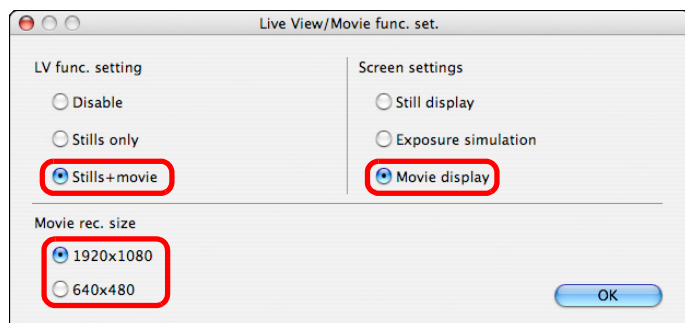 Live View/Movie func. set.
LV func. setting
Disable
Stills only
Stills+movie
Screen settings
Still display
Exposure simulation
Movie display
Movie rec. size
1920x1080
640x480
OK